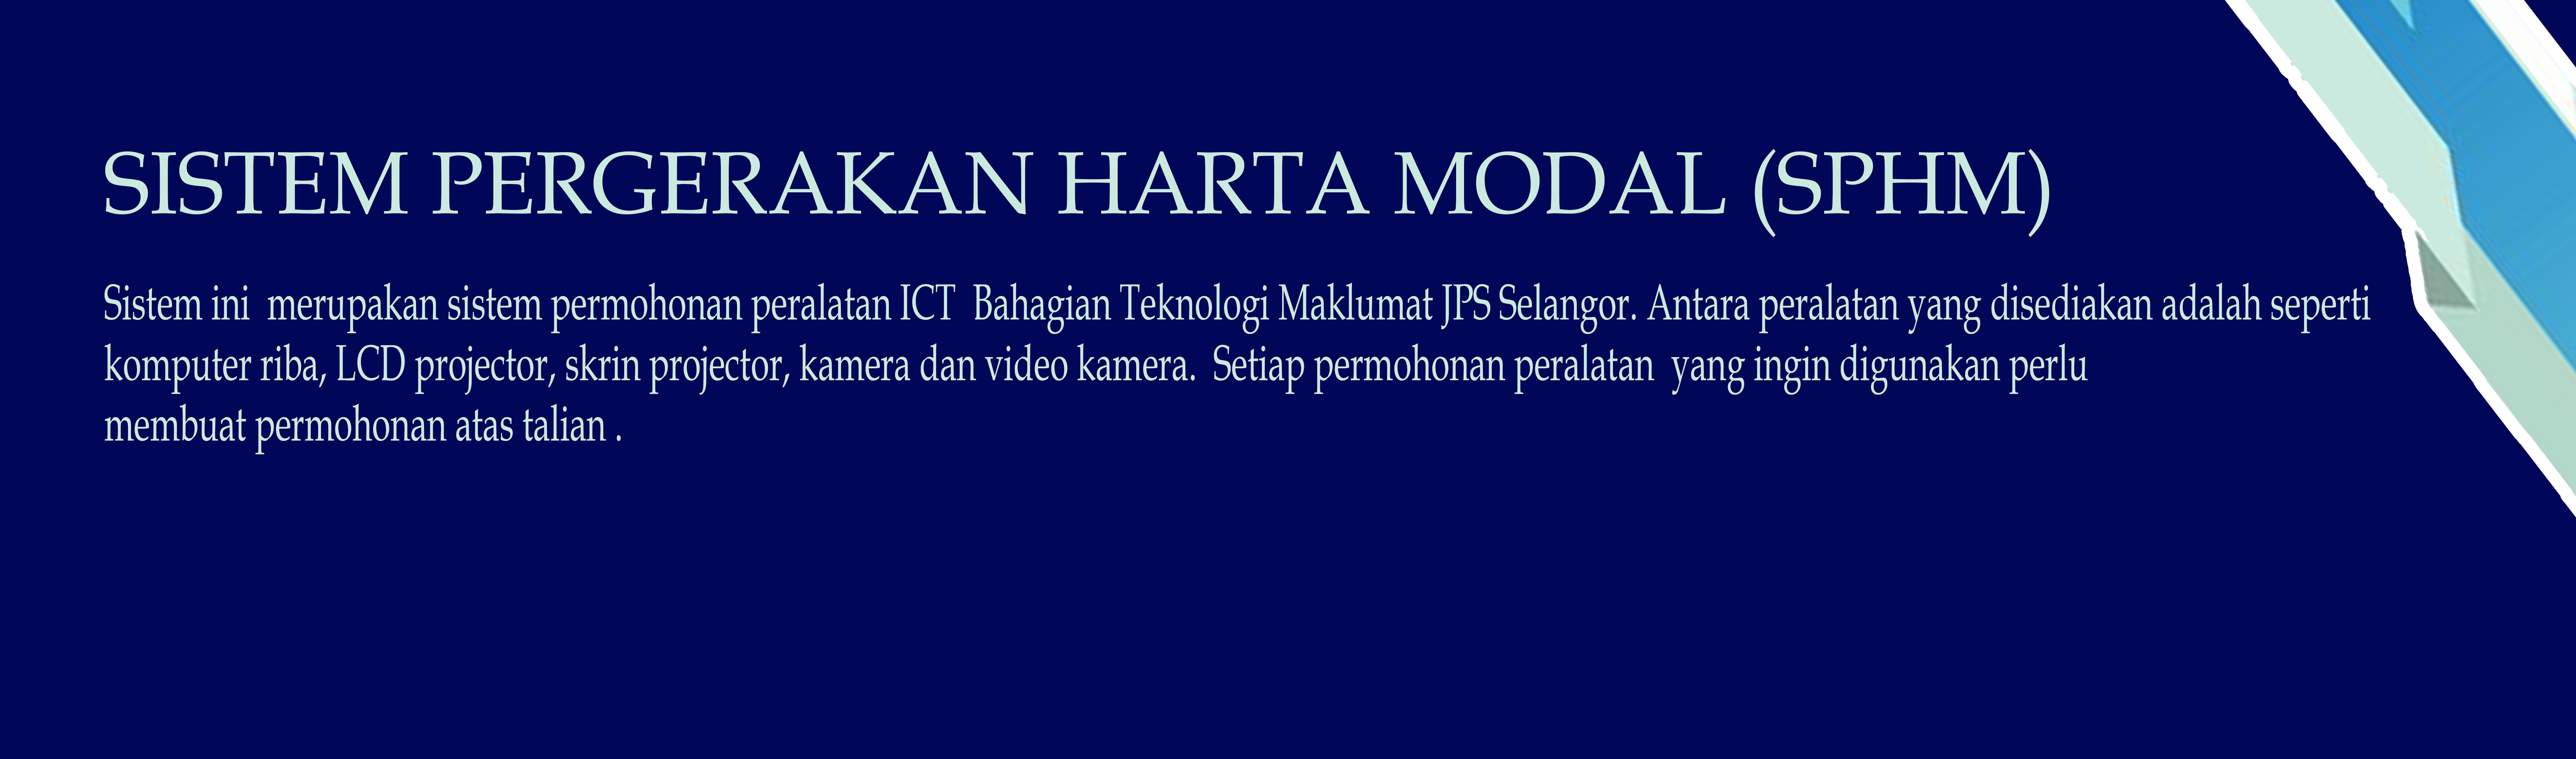 SISTEM PERGERAKAN HARTA MODAL (SPHM)
Sistem ini  merupakan sistem permohonan peralatan ICT  Bahagian Teknologi Maklumat JPS Selangor. Antara peralatan yang disediakan adalah seperti
komputer riba, LCD projector, skrin projector, kamera dan video kamera.  Setiap permohonan peralatan  yang ingin digunakan perlu
membuat permohonan atas talian .